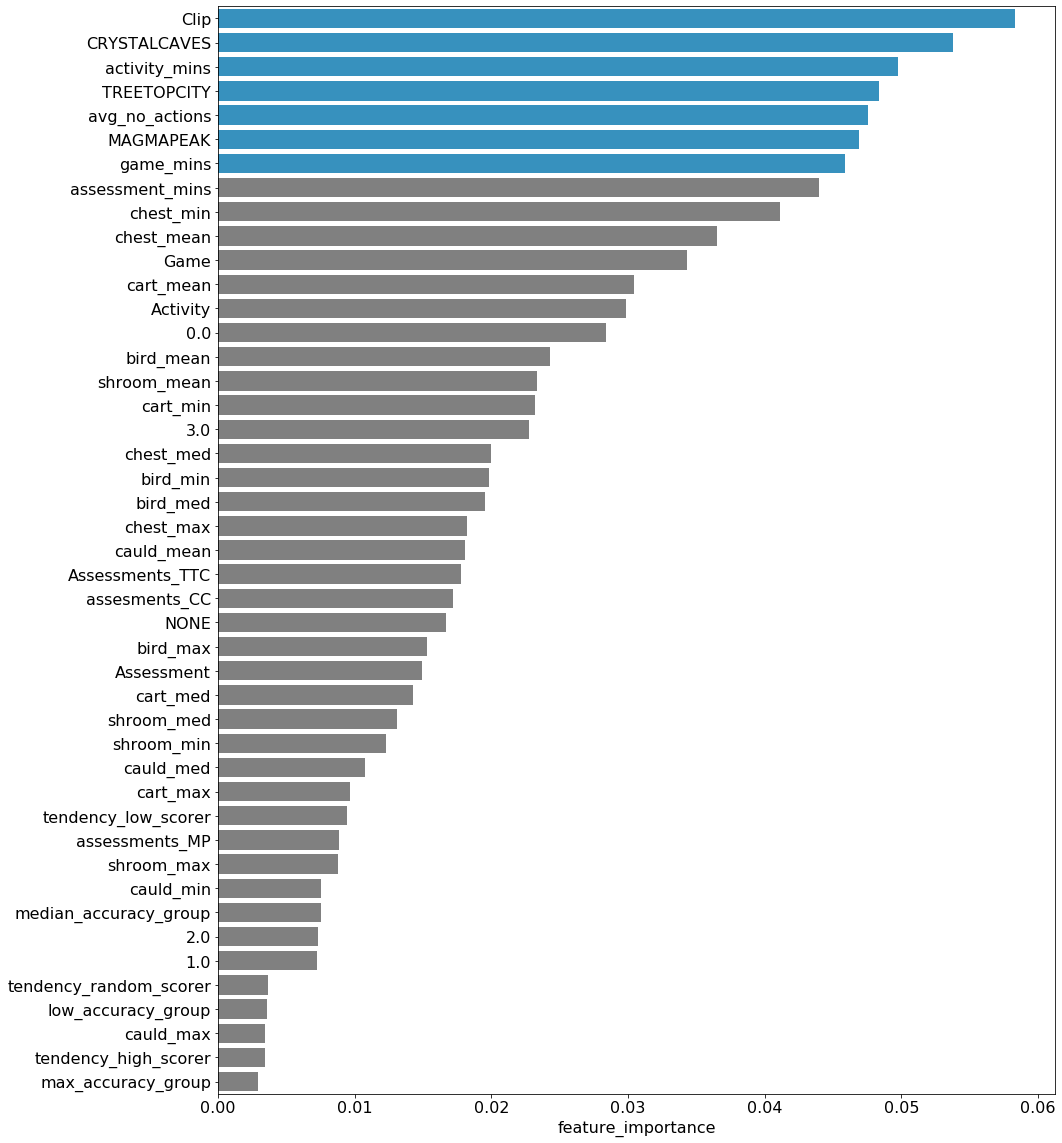 Clip
CRYSTALCAVES
activity_mins
TREETOPCITY
avg_no_actions
MAGMAPEAK
game_mins
assessment_mins
chest_min
chest_mean
Game
cart_mean
Activity
0.0
bird_mean
shroom_mean
cart_min
3.0
chest_med
bird_min
bird_med
chest_max
cauld_mean
Assessments_TTC
assesments_CC
NONE
bird_max
Assessment
cart_med
shroom_med
shroom_min
cauld_med
cart_max
tendency_low_scorer
assessments_MP
shroom_max
cauld_min
median_accuracy_group
2.0
1.0
tendency_random_scorer
low_accuracy_group
cauld_max
tendency_high_scorer
max_accuracy_group
0.00 0.01 0.02 0.03 0.04 0.05 0.06
feature_importance